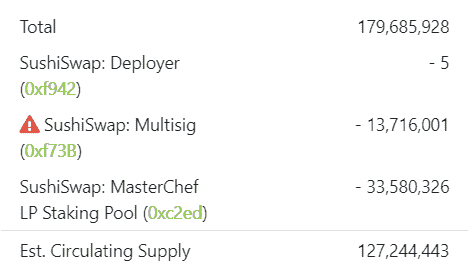 Total 179,685,928
SushiSwap: Deployer - 5
(0xf942)
SushiSwap: Multisig - 13,716,001
(0xf73B)
SushiSwap: MasterChef - 33,580,326
LP Staking Pool (0xc2ed)
Est. Circulating Supply 127,244,443